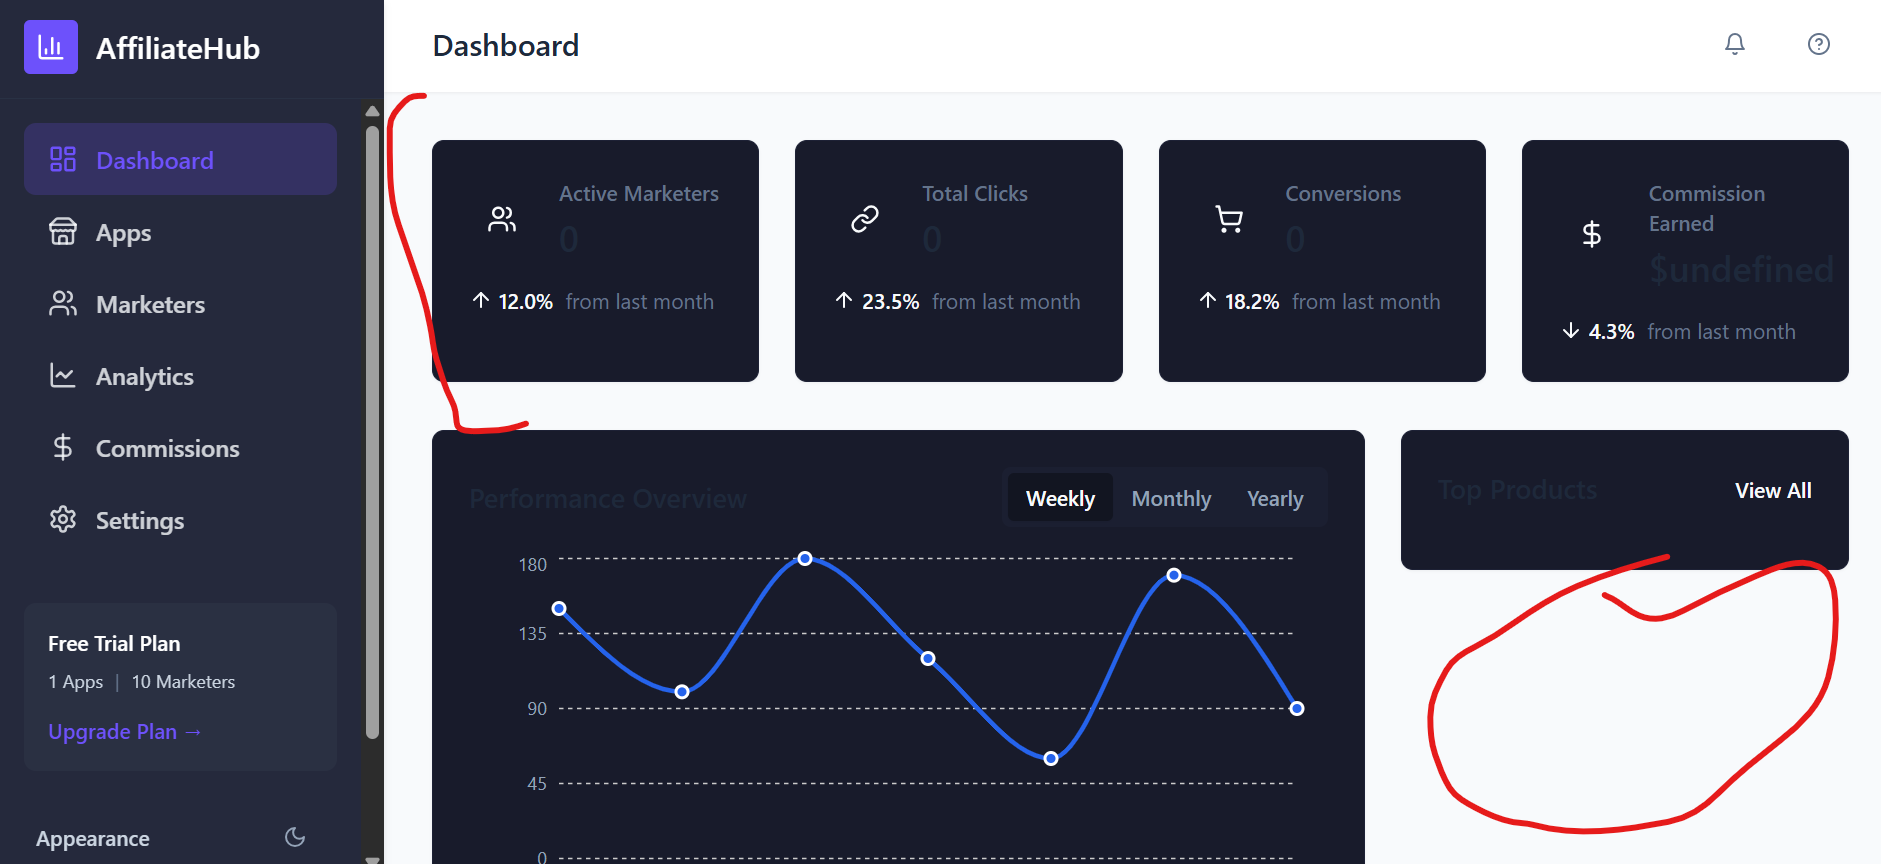 AffiliateHub
Dashboard
Dashboard
Apps
Marketers
Analytics
Commissions
Settings
Free Trial Plan
1 Apps | 10 Marketers
Upgrade Plan →
Appearance
Active Marketers
0
↑ 12.0% from last month
Total Clicks
0
↑ 23.5% from last month
Conversions
0
↑ 18.2% from last month
Commission
Earned
$undefined
↓ 4.3% from last month
Performance Overview
Weekly Monthly Yearly
180
135
90
45
0
Top Products
View All